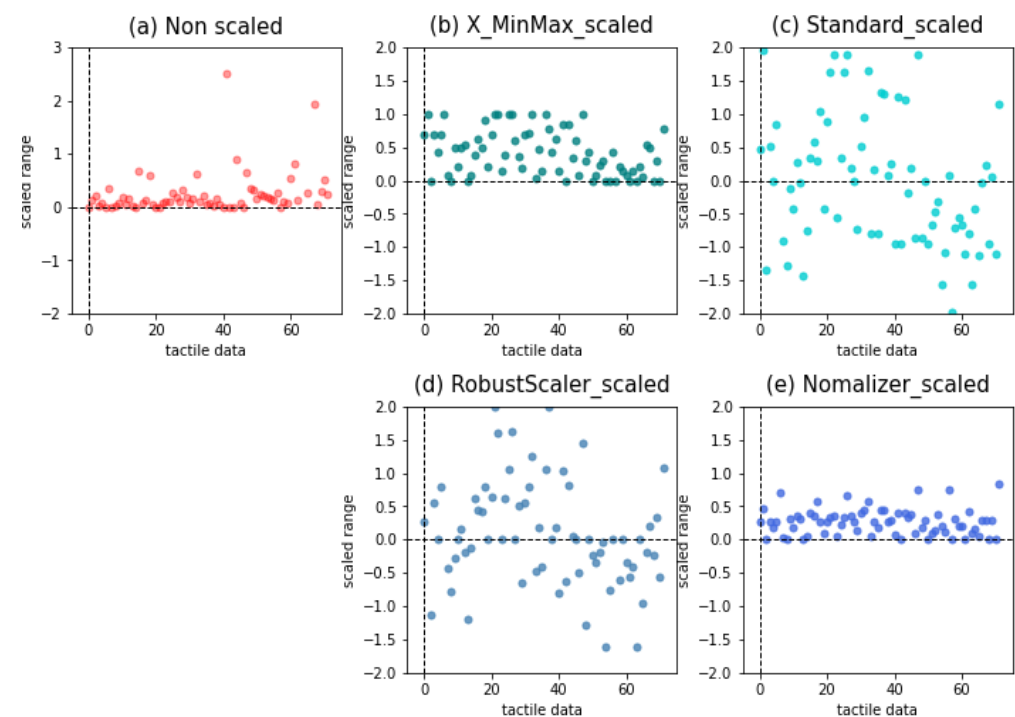 (a) Non scaled
(b) X_MinMax_scaled
(c) Standard_scaled
3
2
1
0
−1
−2
scaled range
0 20 40 60
tactile data
2.0
1.5
1.0
0.5
0.0
−0.5
−1.0
−1.5
−2.0
scaled range
0 20 40 60
tactile data
2.0
1.5
1.0
0.5
0.0
−0.5
−1.0
−1.5
−2.0
scaled range
0 20 40 60
tactile data
(d) RobustScaler_scaled
(e) Nomalizer_scaled
2.0
1.5
1.0
0.5
0.0
−0.5
−1.0
−1.5
−2.0
scaled range
0 20 40 60
tactile data
2.0
1.5
1.0
0.5
0.0
−0.5
−1.0
−1.5
−2.0
scaled range
0 20 40 60
tactile data